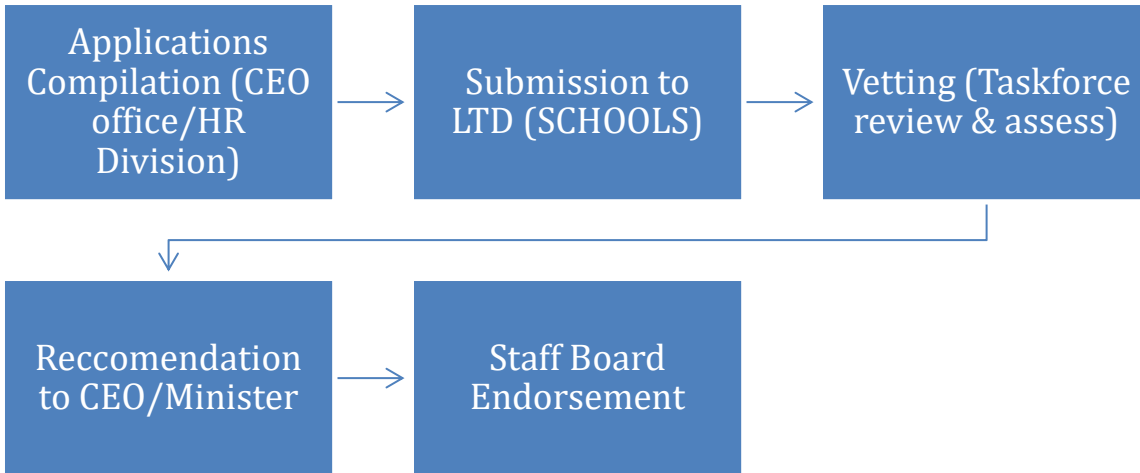 Applications
Compilation (CEO
office/HR
Division)
Submission to
LTD (SCHOOLS)
Vetting (Taskforce
review & assess)
Reccomendation
to CEO/Minister
Staff Board
Endorsement